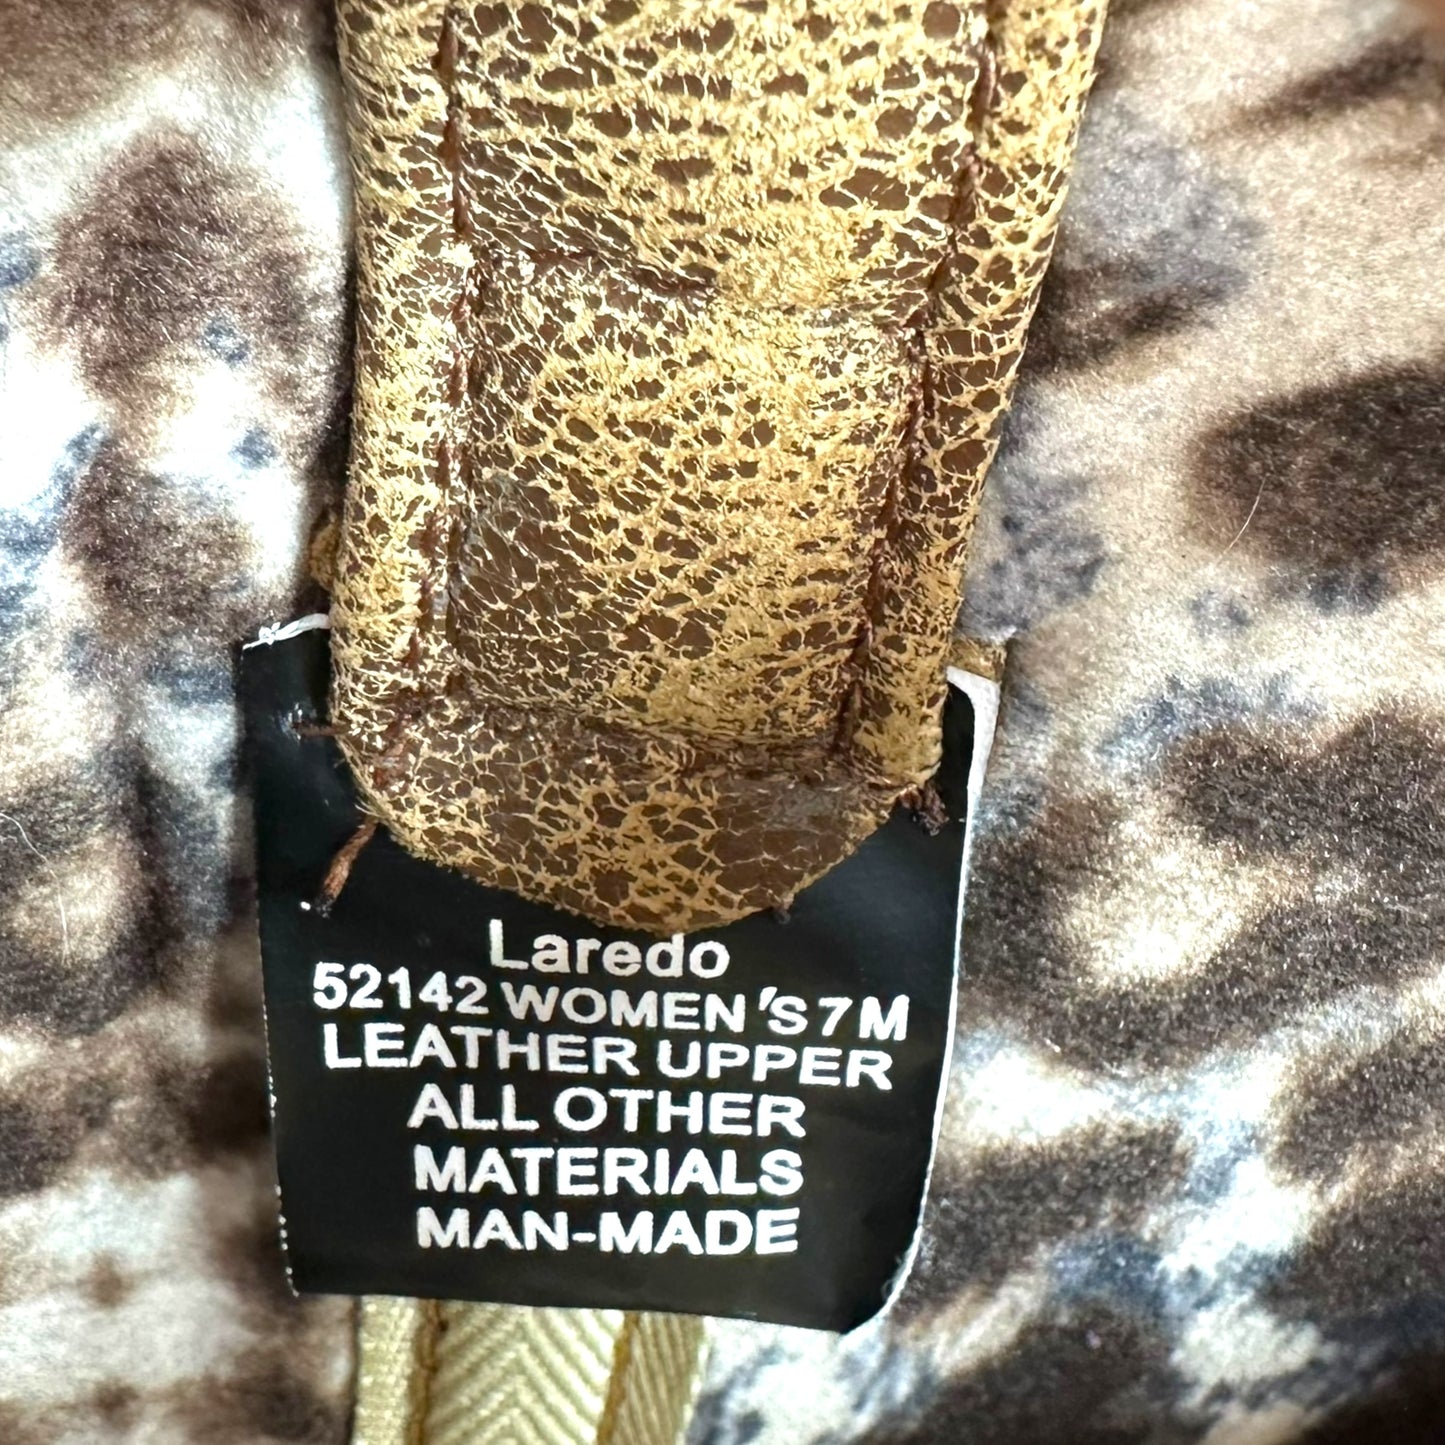 Laredo
52142 WOMEN'S 7M
LEATHER UPPER
ALL OTHER
MATERIALS
MAN-MADE